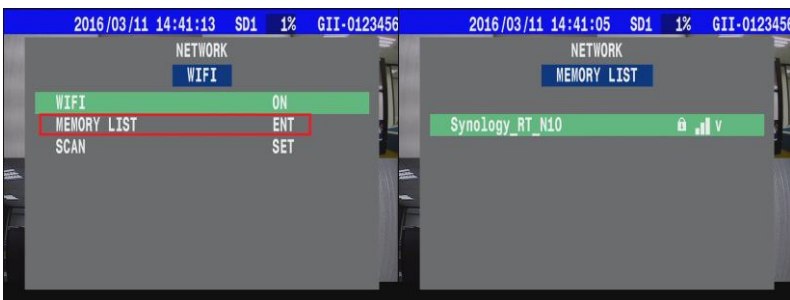 2016/03/11 14:41:13 SD1 1% GII-0123456
NETWORK
WIFI
WIFI ON
MEMORY LIST ENT
SCAN SET
2016/03/11 14:41:05 SD1 1% GII-0123456
NETWORK
MEMORY LIST
Synology_RT_N10 v